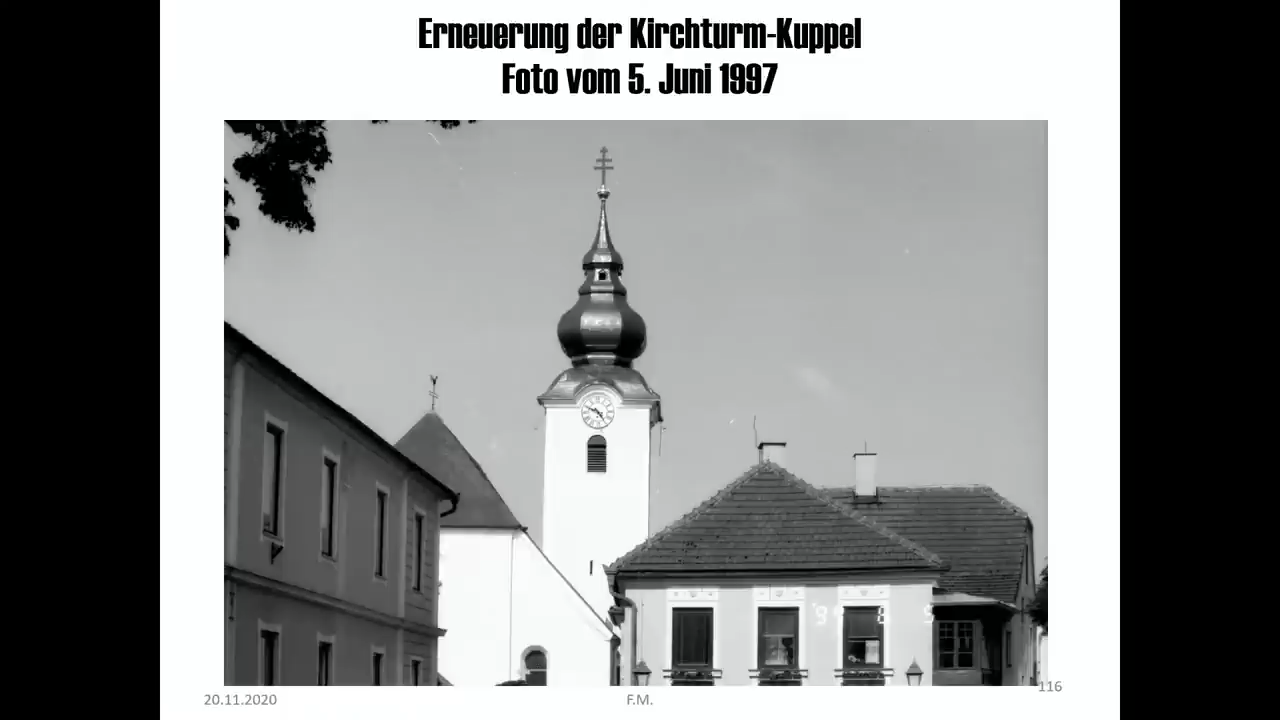 Erneuerung der Kirchturm-Kuppel
Foto vom 5. Juni 1997
20.11.2020
F.M.
116